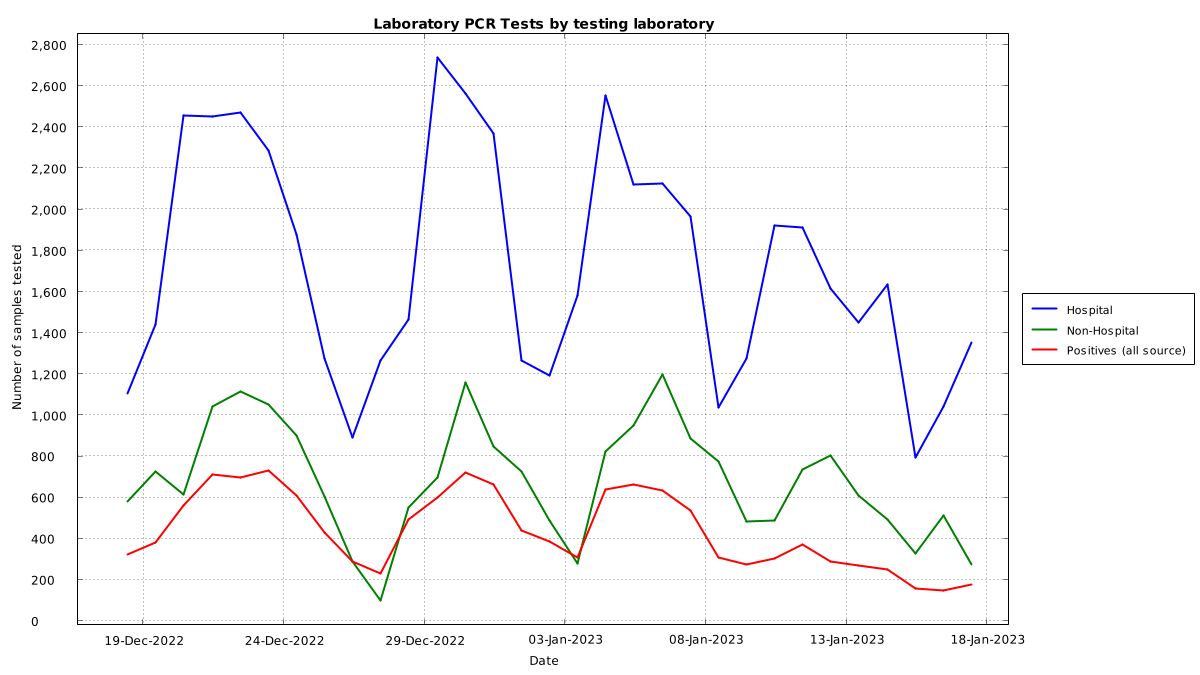 Laboratory PCR Tests by testing laboratory
2,800
2,600
2,400
2,200
2,000
1,800
1,600
1,400
1,200
1,000
800
600
400
200
0
Number of samples tested
19-Dec-2022 24-Dec-2022 29-Dec-2022 03-Jan-2023 08-Jan-2023 13-Jan-2023 18-Jan-2023
Date
Hospital
Non-Hospital
Positives (all source)